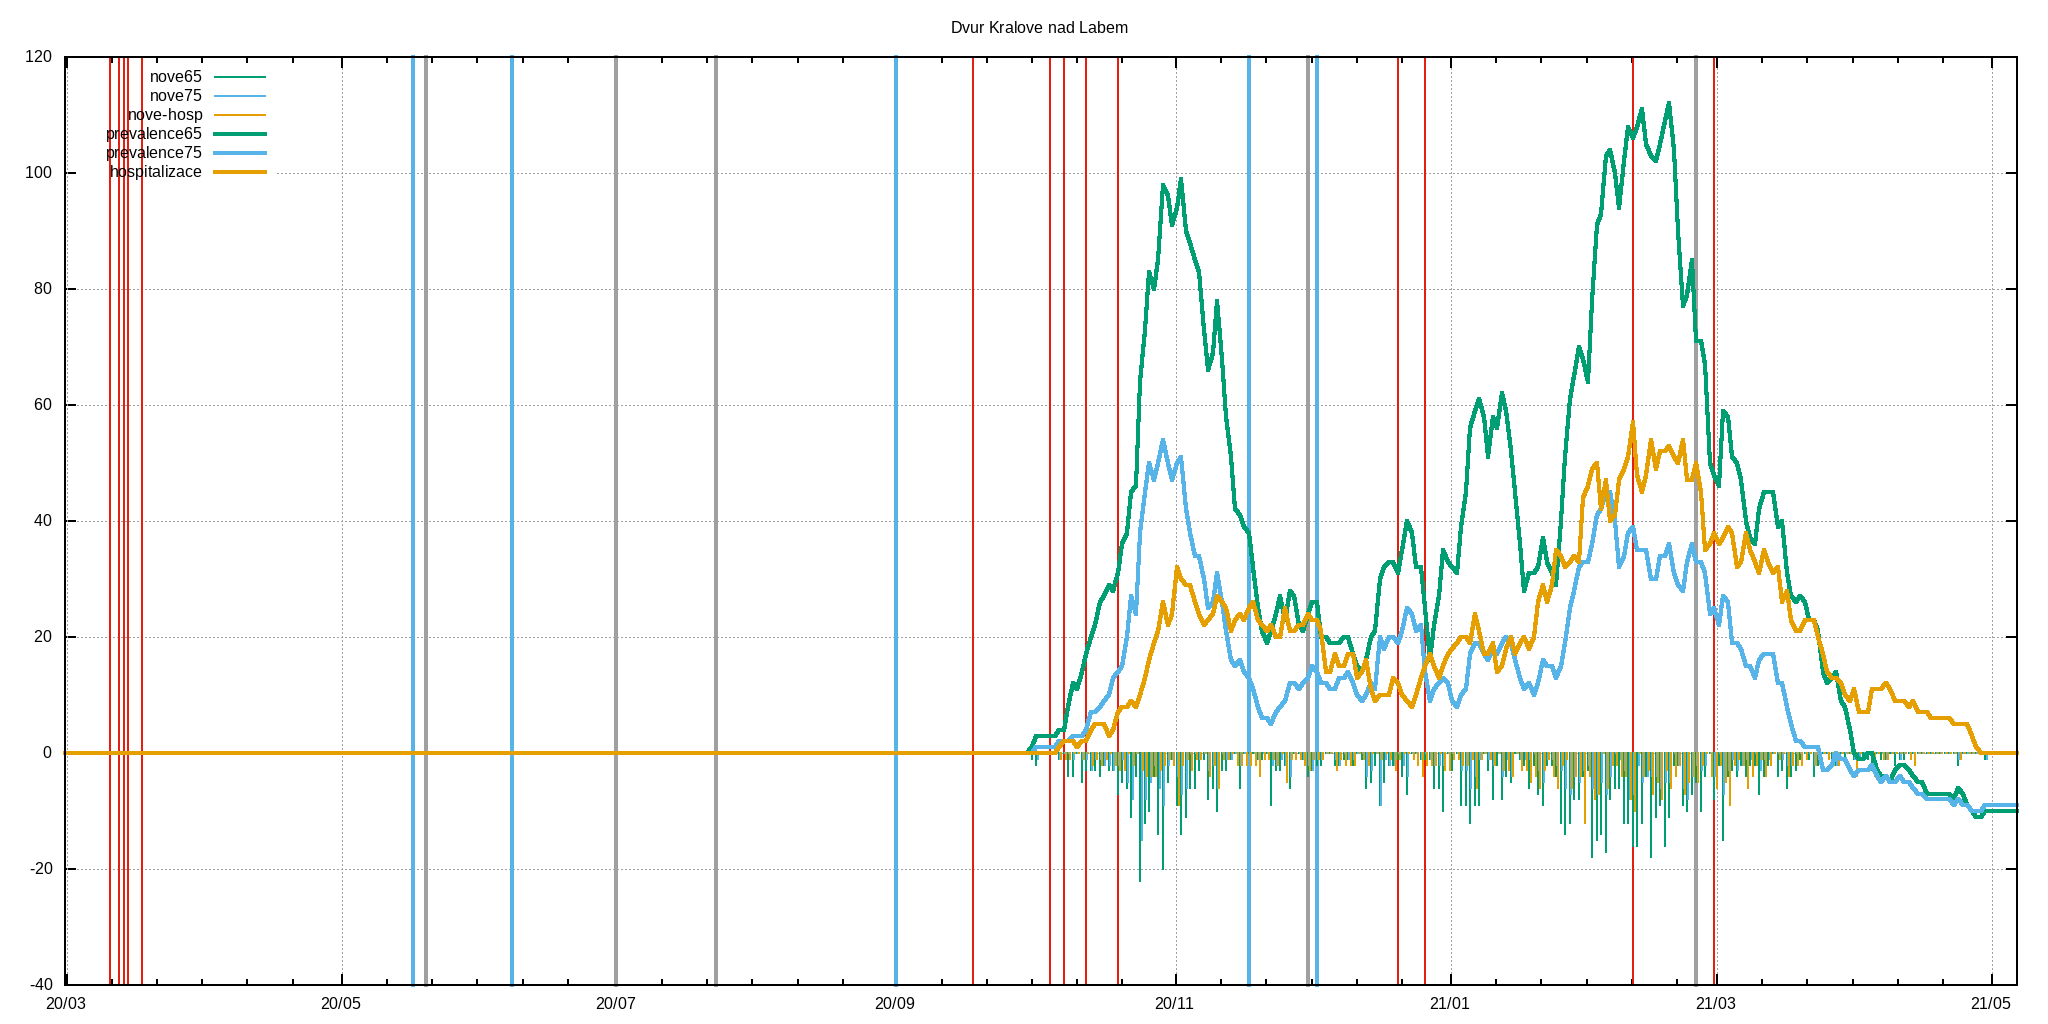 Dvur Kralove nad Labem
120
100
80
60
40
20
0
-20
-40
nove65
nove75
nove-hosp
prevalence65
prevalence75
hospitalizace
20/03 20/05 20/07 20/09 20/11 21/01 21/03 21/05